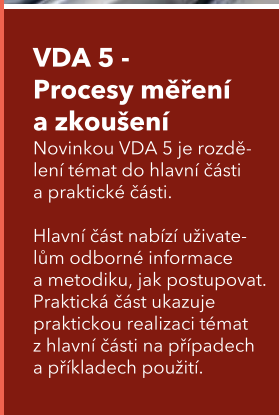 VDA 5 -
Procesy měření
a zkoušení
Novinkou VDA 5 je rozdě-
lení témat do hlavní části
a praktické části.
Hlavní část nabízí uživate-
lům odborné informace
a metodiku, jak postupovat.
Praktická část ukazuje
praktickou realizaci témat
z hlavní části na případech
a příkladech použití.